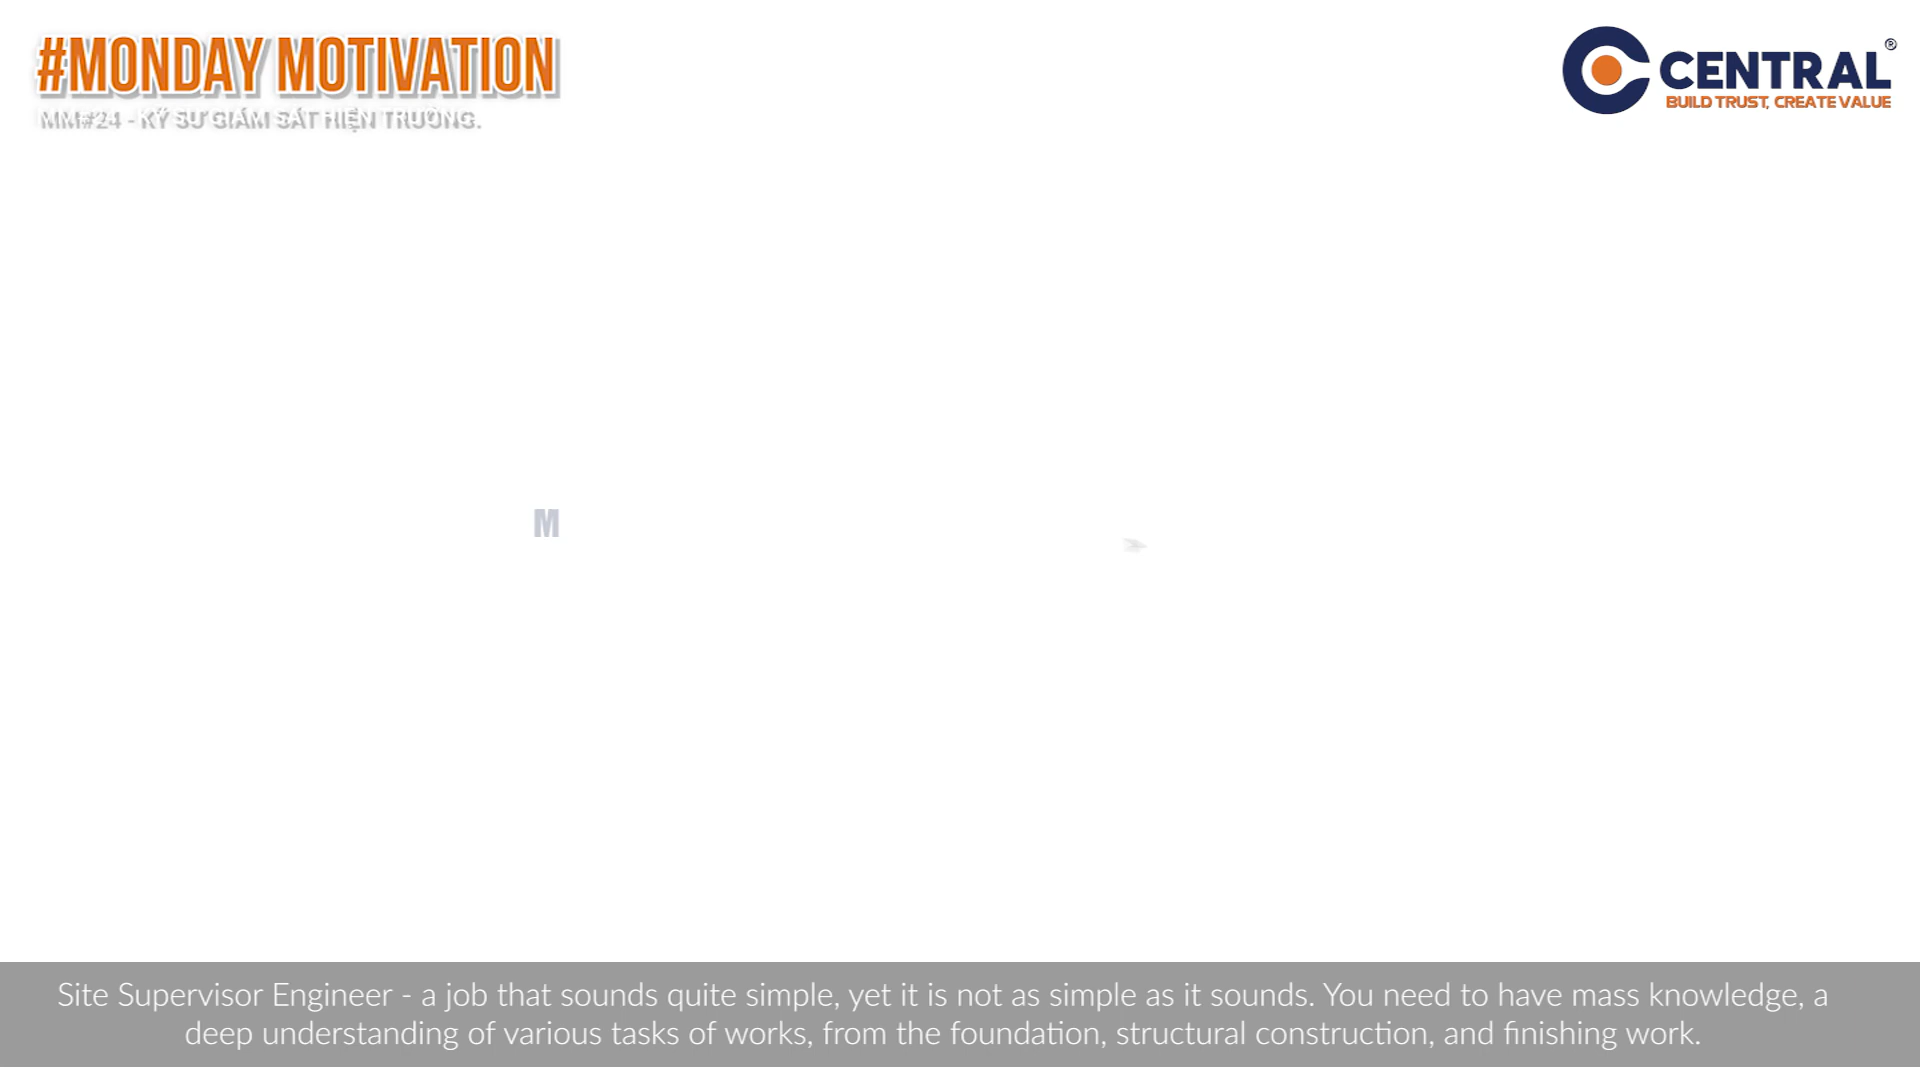 #MONDAY MOTIVATION
MM#24 - KỸ SƯ GIÁM SÁT HIỆN TRƯỜNG.
CENTRAL®
BUILD TRUST, CREATE VALUE
M
Site Supervisor Engineer - a job that sounds quite simple, yet it is not as simple as it sounds. You need to have mass knowledge, a
deep understanding of various tasks of works, from the foundation, structural construction, and finishing work.